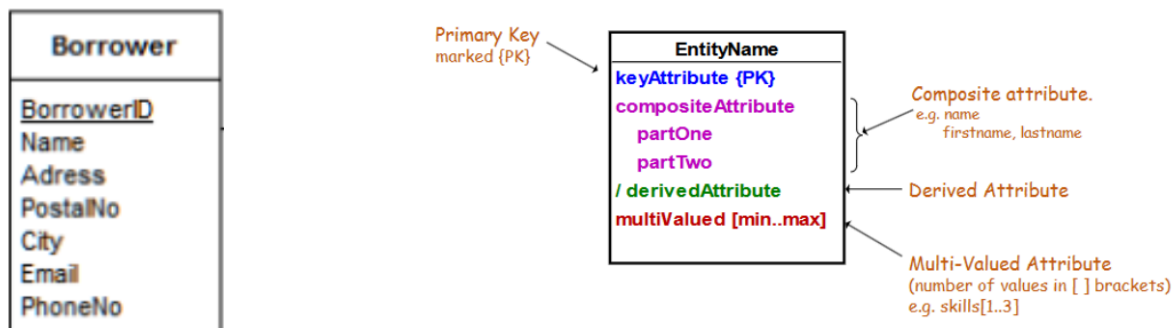 Borrower
BorrowerID
Name
Adress
PostalNo
City
Email
PhoneNo
Primary Key
marked {PK}
EntityName
keyAttribute {PK}
compositeAttribute
partOne
partTwo
/ derivedAttribute
multiValued [min..max]
Composite attribute.
e.g. name
firstname, lastname
Derived Attribute
Multi-Valued Attribute
(number of values in [ ] brackets)
e.g. skills[1..3]